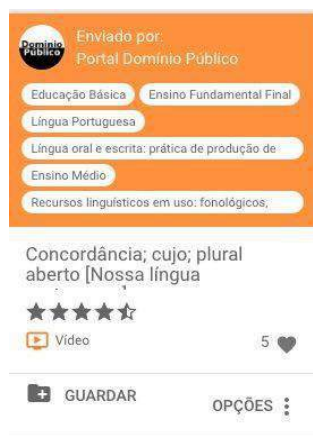 Domínio
Público
Enviado por:
Portal Domínio Público
Educação Básica
Ensino Fundamental Final
Língua Portuguesa
Língua oral e escrita: prática de produção de
Ensino Médio
Recursos linguísticos em uso: fonológicos,
Concordância; cujo; plural
aberto [Nossa língua
Vídeo
5
GUARDAR
OPÇÕES